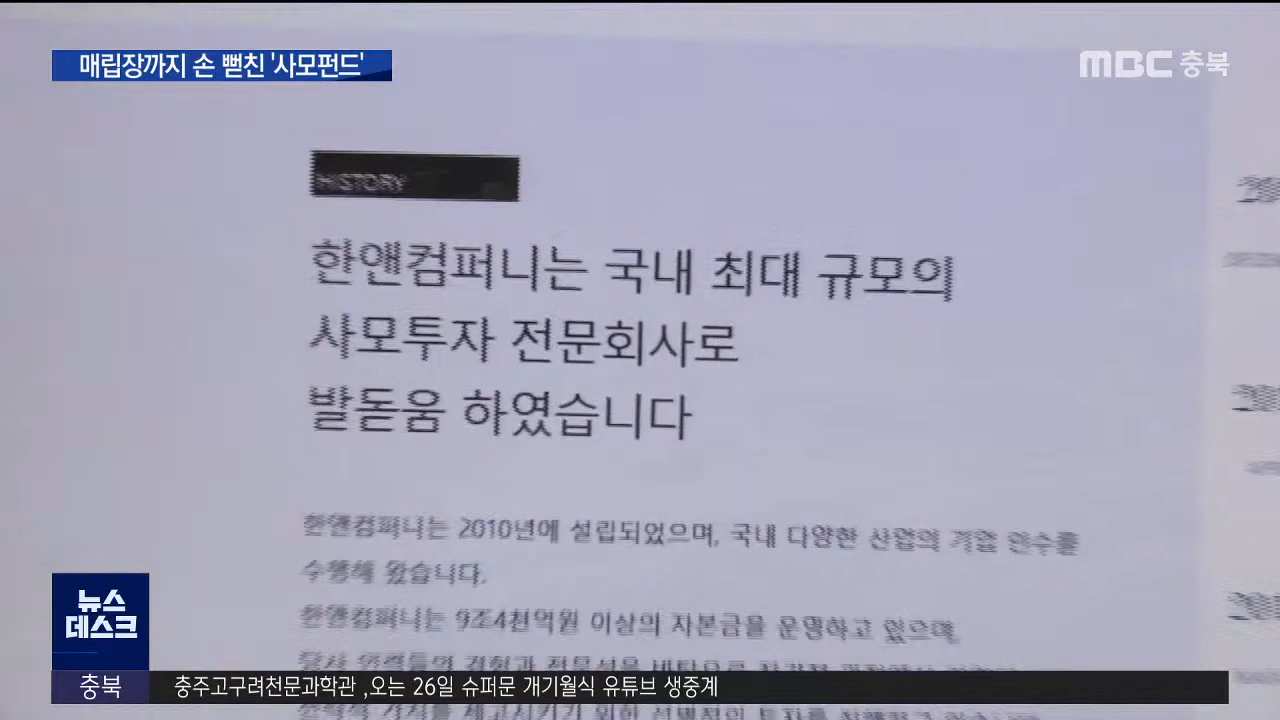 매립장까지 손 뻗친 '사모펀드'
MBC 충북
HISTORY
한앤컴퍼니는 국내 최대 규모의
사모투자 전문회사로
발돋움 하였습니다
한앤컴퍼니는 2010년에 설립되었으며, 국내 다양한 산업의 기업 인수를
수행해 왔습니다.
한앤컴퍼니는 9조4천억원 이상의 자본금을 운영하고 있으며,
뉴스
데스크
충북
충주고구려천문과학관 ,오는 26일 슈퍼문 개기월식 유튜브 생중계